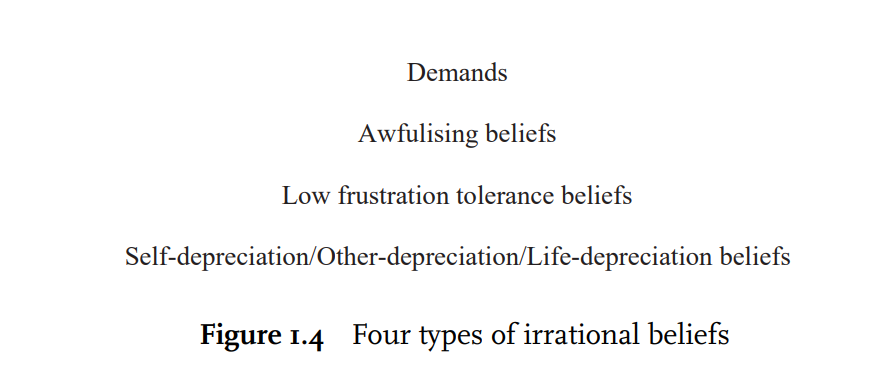 Demands
Awfulising beliefs
Low frustration tolerance beliefs
Self-depreciation/Other-depreciation/Life-depreciation beliefs
Figure 1.4 Four types of irrational beliefs